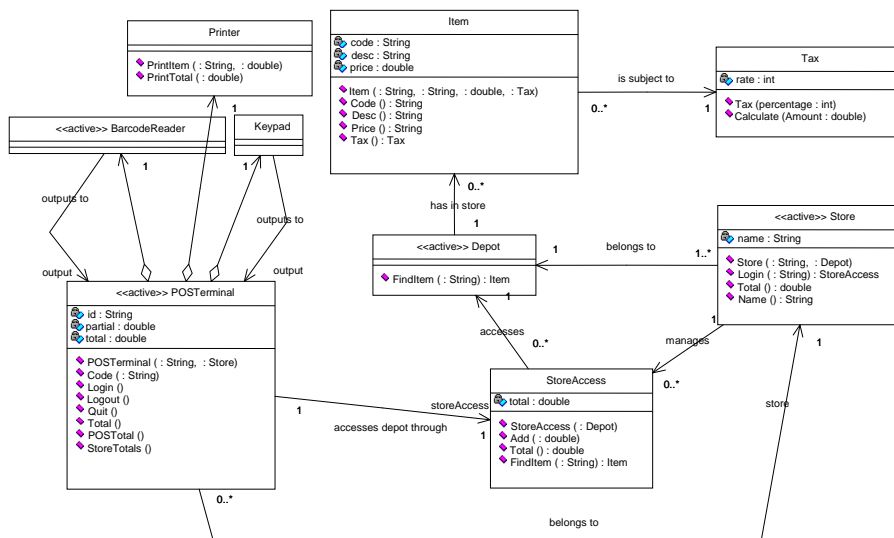 Printer
PrintItem ( : String, : double)
PrintTotal ( : double)
1
<<active>> BarcodeReader
1
Keypad
1
outputs to
outputs to
output
output
Item
code : String
desc : String
price : double
Item ( : String, : String, : double, : Tax)
Code () : String
Desc () : String
Price () : String
Tax () : Tax
is subject to
0..*
1
Tax
rate : int
Tax (percentage : int)
Calculate (Amount : double)
0..*
has in store
1
<<active>> Depot
FindItem ( : String) : Item
1
belongs to
1..*
1
<<active>> Store
name : String
Store ( : String, : Depot)
Login ( : String) : StoreAccess
Total () : double
Name () : String
accesses
0..*
1
manages
0..*
1
store
<<active>> POSTerminal
id : String
partial : double
total : double
POSTerminal ( : String, : Store)
Code ( : String)
Login ()
Logout ()
Quit ()
Total ()
POSTotal ()
StoreTotals ()
1
accesses depot through
storeAccess
1
StoreAccess
total : double
StoreAccess ( : Depot)
Add ( : double)
Total () : double
FindItem ( : String) : Item
0..*
belongs to